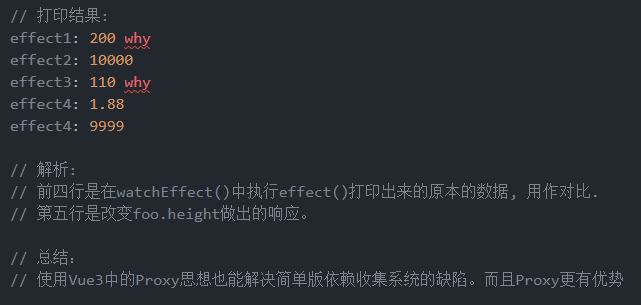 // 打印结果:
effect1: 200 why
effect2: 10000
effect3: 110 why
effect4: 1.88
effect4: 9999
// 解析:
// 前四行是在watchEffect()中执行effect()打印出来的原本的数据, 用作对比.
// 第五行是改变foo.height做出的响应。
// 总结:
// 使用Vue3中的Proxy思想也能解决简单版依赖收集系统的缺陷。而且Proxy更有优势